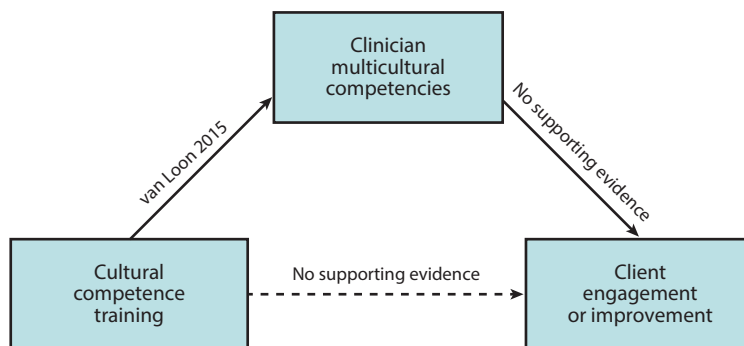 Clinician
multicultural
competencies
van Loon 2015
No supporting evidence
Cultural
competence
training
No supporting evidence
Client
engagement
or improvement